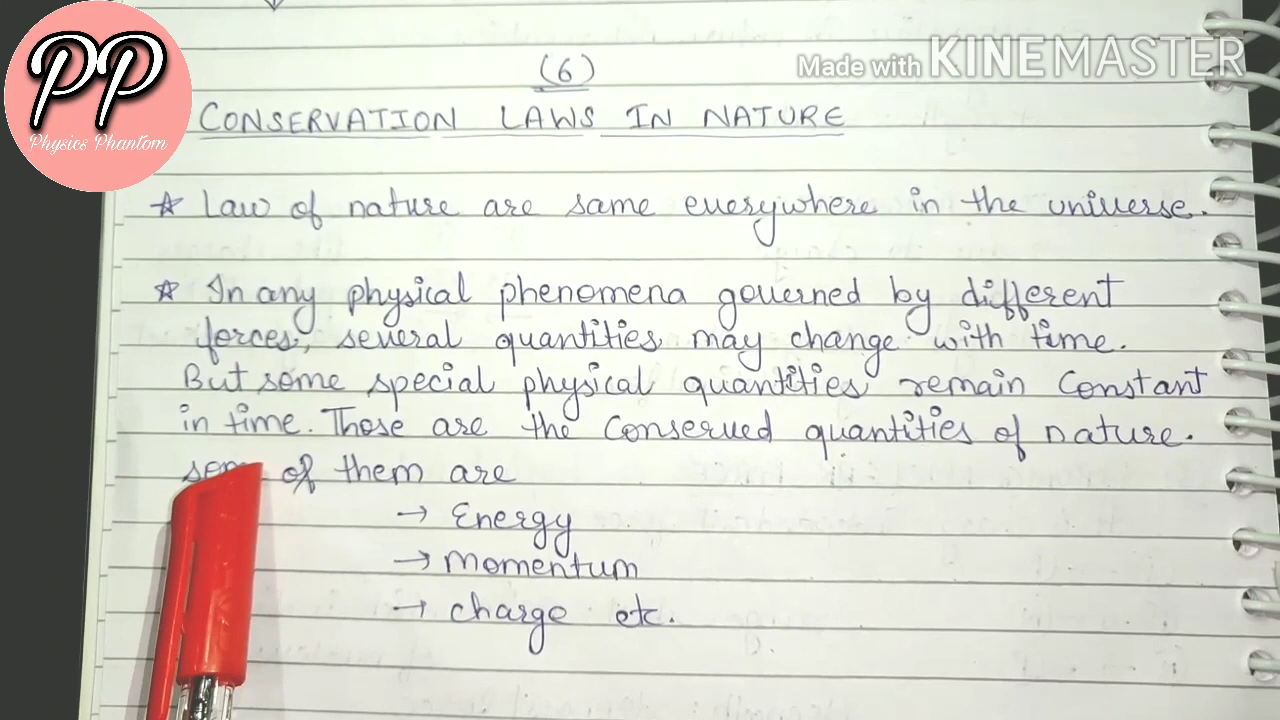 PP
Physics Phantom
Made with KINEMASTER
(6)
CONSERVATION LAWS IN NATURE
☆ Law of nature are same everywhere in the universe.
☆ In any physical phenomena governed by different
forces, several quantities may change with time.
But some special physical quantities remain constant
in time. Those are the conserved quantities of nature.
of them are
→ Energy
→ Momentum
→ charge etc.